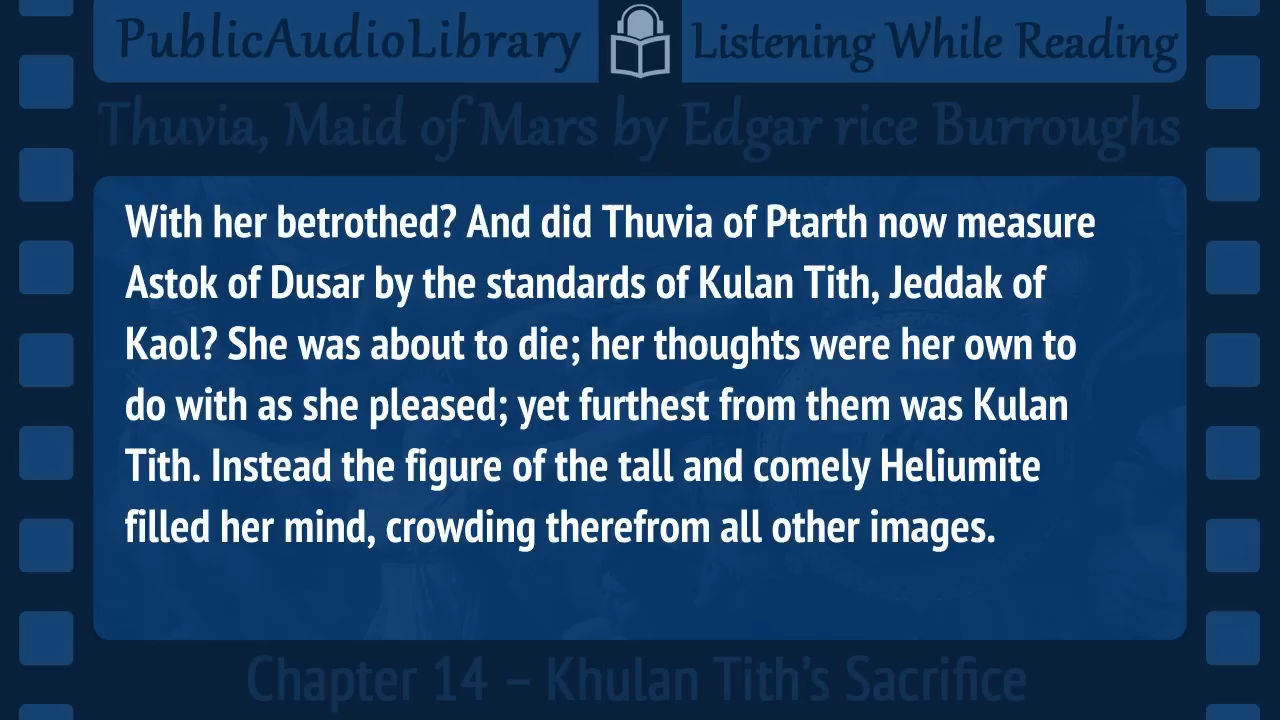 PublicAudioLibrary
Listening While Reading
Thuvia, Maid of Mars by Edgar rice Burroughs
With her betrothed? And did Thuvia of Ptarth now measure
Astok of Dusar by the standards of Kulan Tith, Jeddak of
Kaol? She was about to die; her thoughts were her own to
do with as she pleased; yet furthest from them was Kulan
Tith. Instead the figure of the tall and comely Heliumite
filled her mind, crowding therefrom all other images.
Chapter 14 – Khulan Tith’s Sacrifice